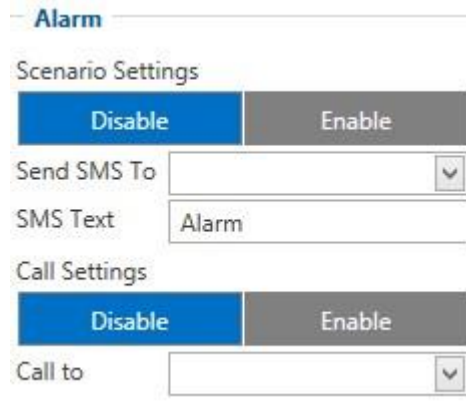 Alarm
Scenario Settings
Disable Enable
Send SMS To
SMS Text Alarm
Call Settings
Disable Enable
Call to